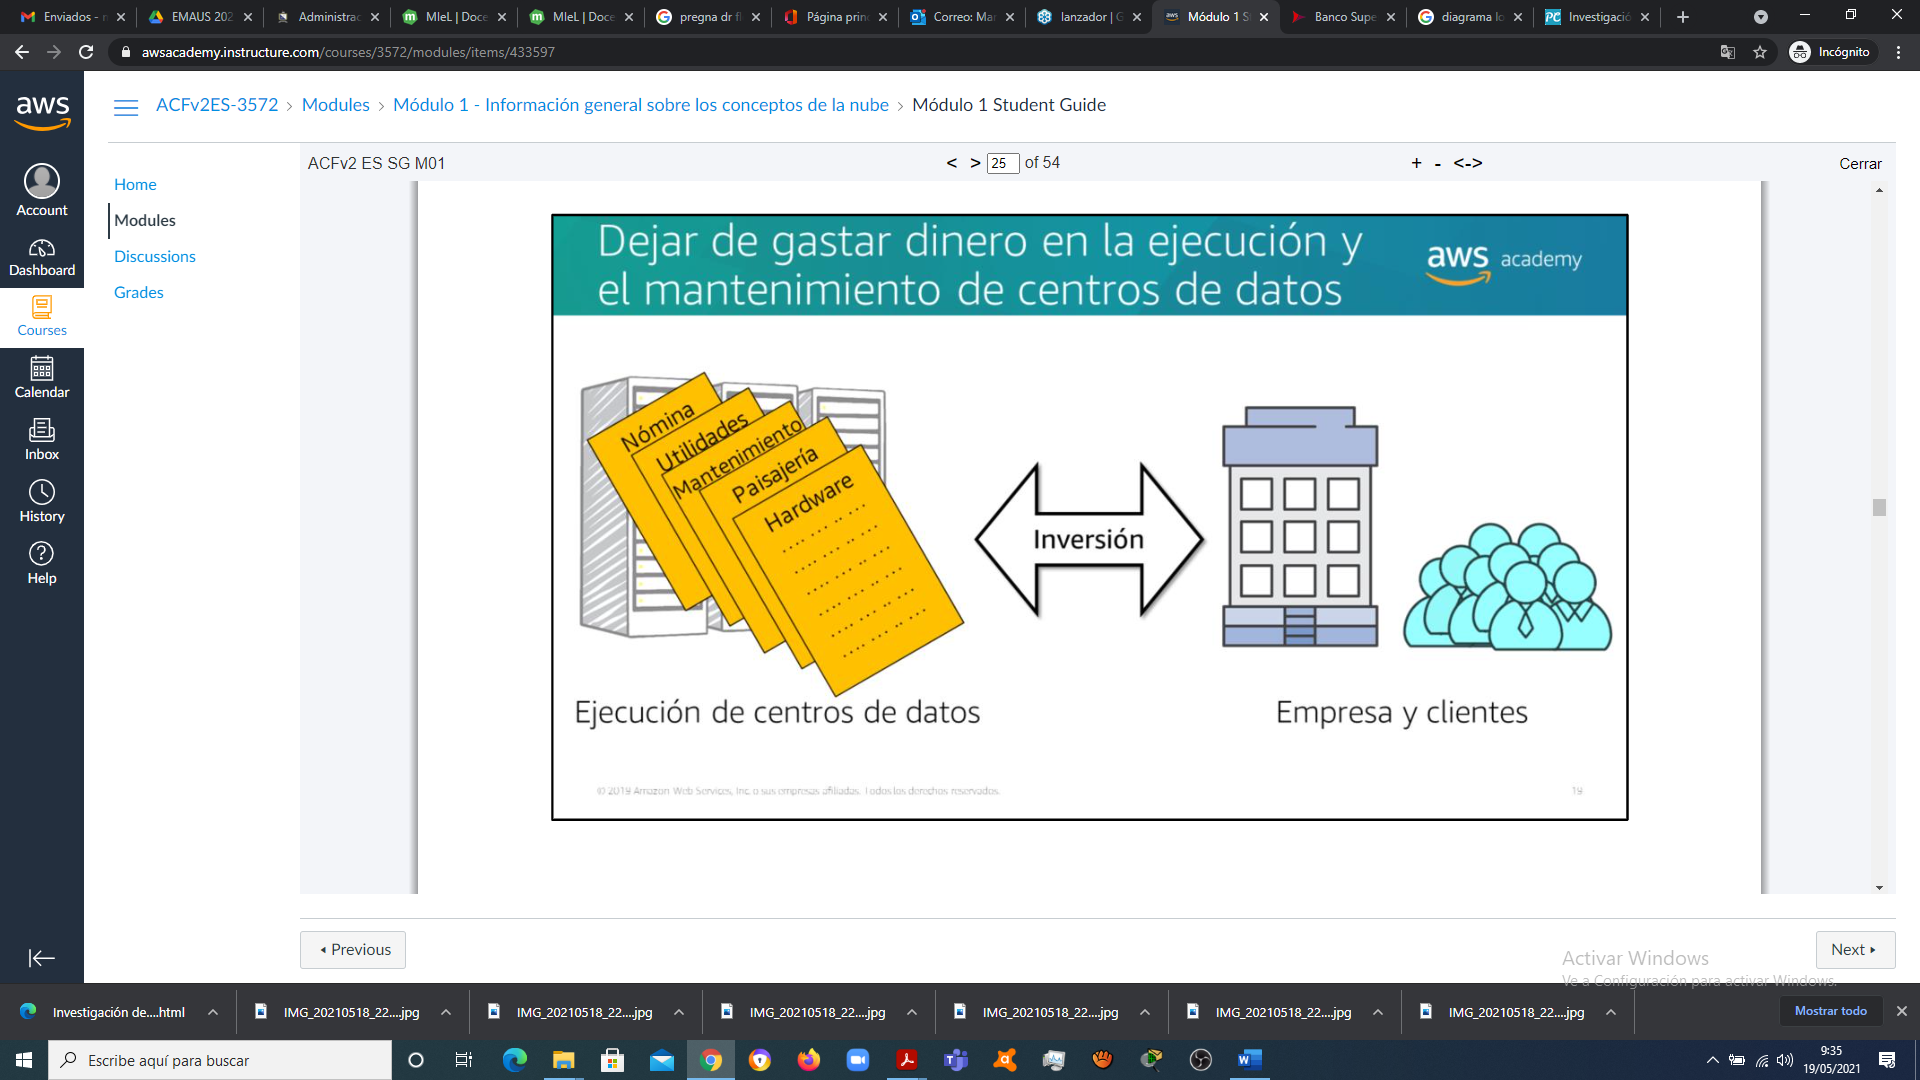 Enviados - r
EMAUS 202
Administrac
MIeL | Doce
MIeL | Doce
pregna dr fl
Página princ
Correo: Mar
lanzador | G
Módulo 1 S
Banco Supe
diagrama lo
Investigació
awsacademy.instructure.com/courses/3572/modules/items/433597
Incógnito
aws
Account
Dashboard
Courses
Calendar
Inbox
History
Help
ACFv2ES-3572 > Modules > Módulo 1 - Información general sobre los conceptos de la nube > Módulo 1 Student Guide
Home
Modules
Discussions
Grades
ACFv2 ES SG M01
< > 25 of 54
+ - <->
Cerrar
Dejar de gastar dinero en la ejecución y
el mantenimiento de centros de datos
aws academy
Nómina
Utilidades
Mantenimiento
Paisajería
Hardware
Inversión
Ejecución de centros de datos
Empresa y clientes
© 2019 Amazon Web Services, Inc. o sus empresas afiliadas. Todos los derechos reservados.
19
Previous
Next
Activar Windows
Ve a Configuración para activar Windows.
Investigación de....html
IMG_20210518_22....jpg
IMG_20210518_22....jpg
IMG_20210518_22....jpg
IMG_20210518_22....jpg
IMG_20210518_22....jpg
IMG_20210518_22....jpg
Mostrar todo
Escribe aquí para buscar
9:35
19/05/2021